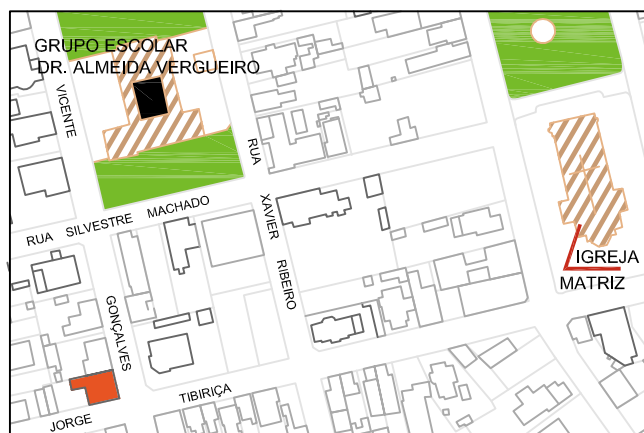 GRUPO ESCOLAR
DR. ALMEIDA VERGUEIRO
VICENTE
RUA
RUA SILVESTRE MACHADO
XAVIER
RIBEIRO
IGREJA
MATRIZ
GONÇALVES
TIBIRIÇA
JORGE